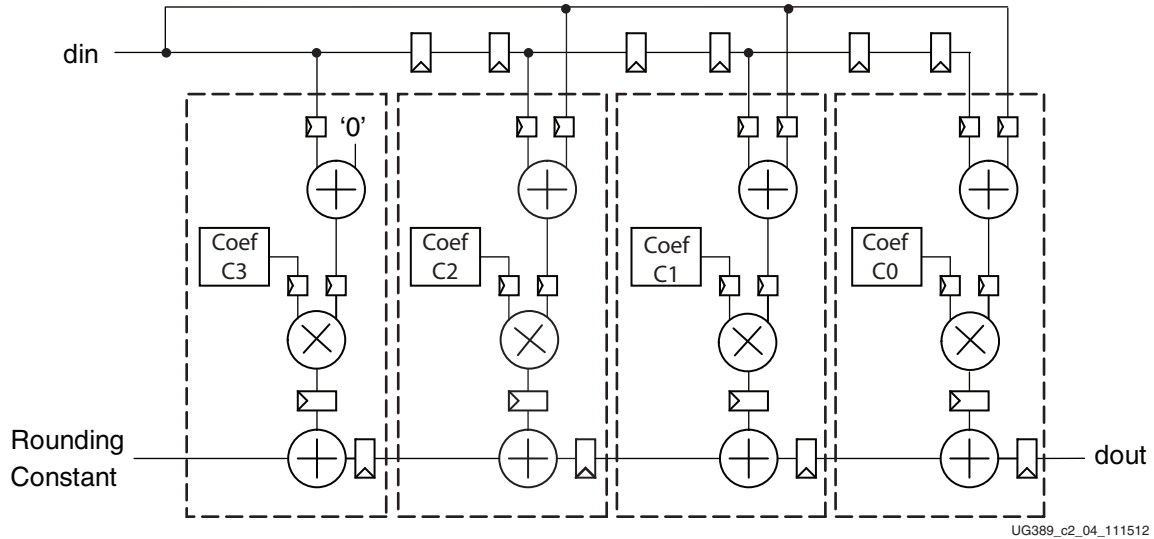 din
‘0’
Coef
C3
Coef
C2
Coef
C1
Coef
C0
Rounding
Constant
dout
UG389_c2_04_111512